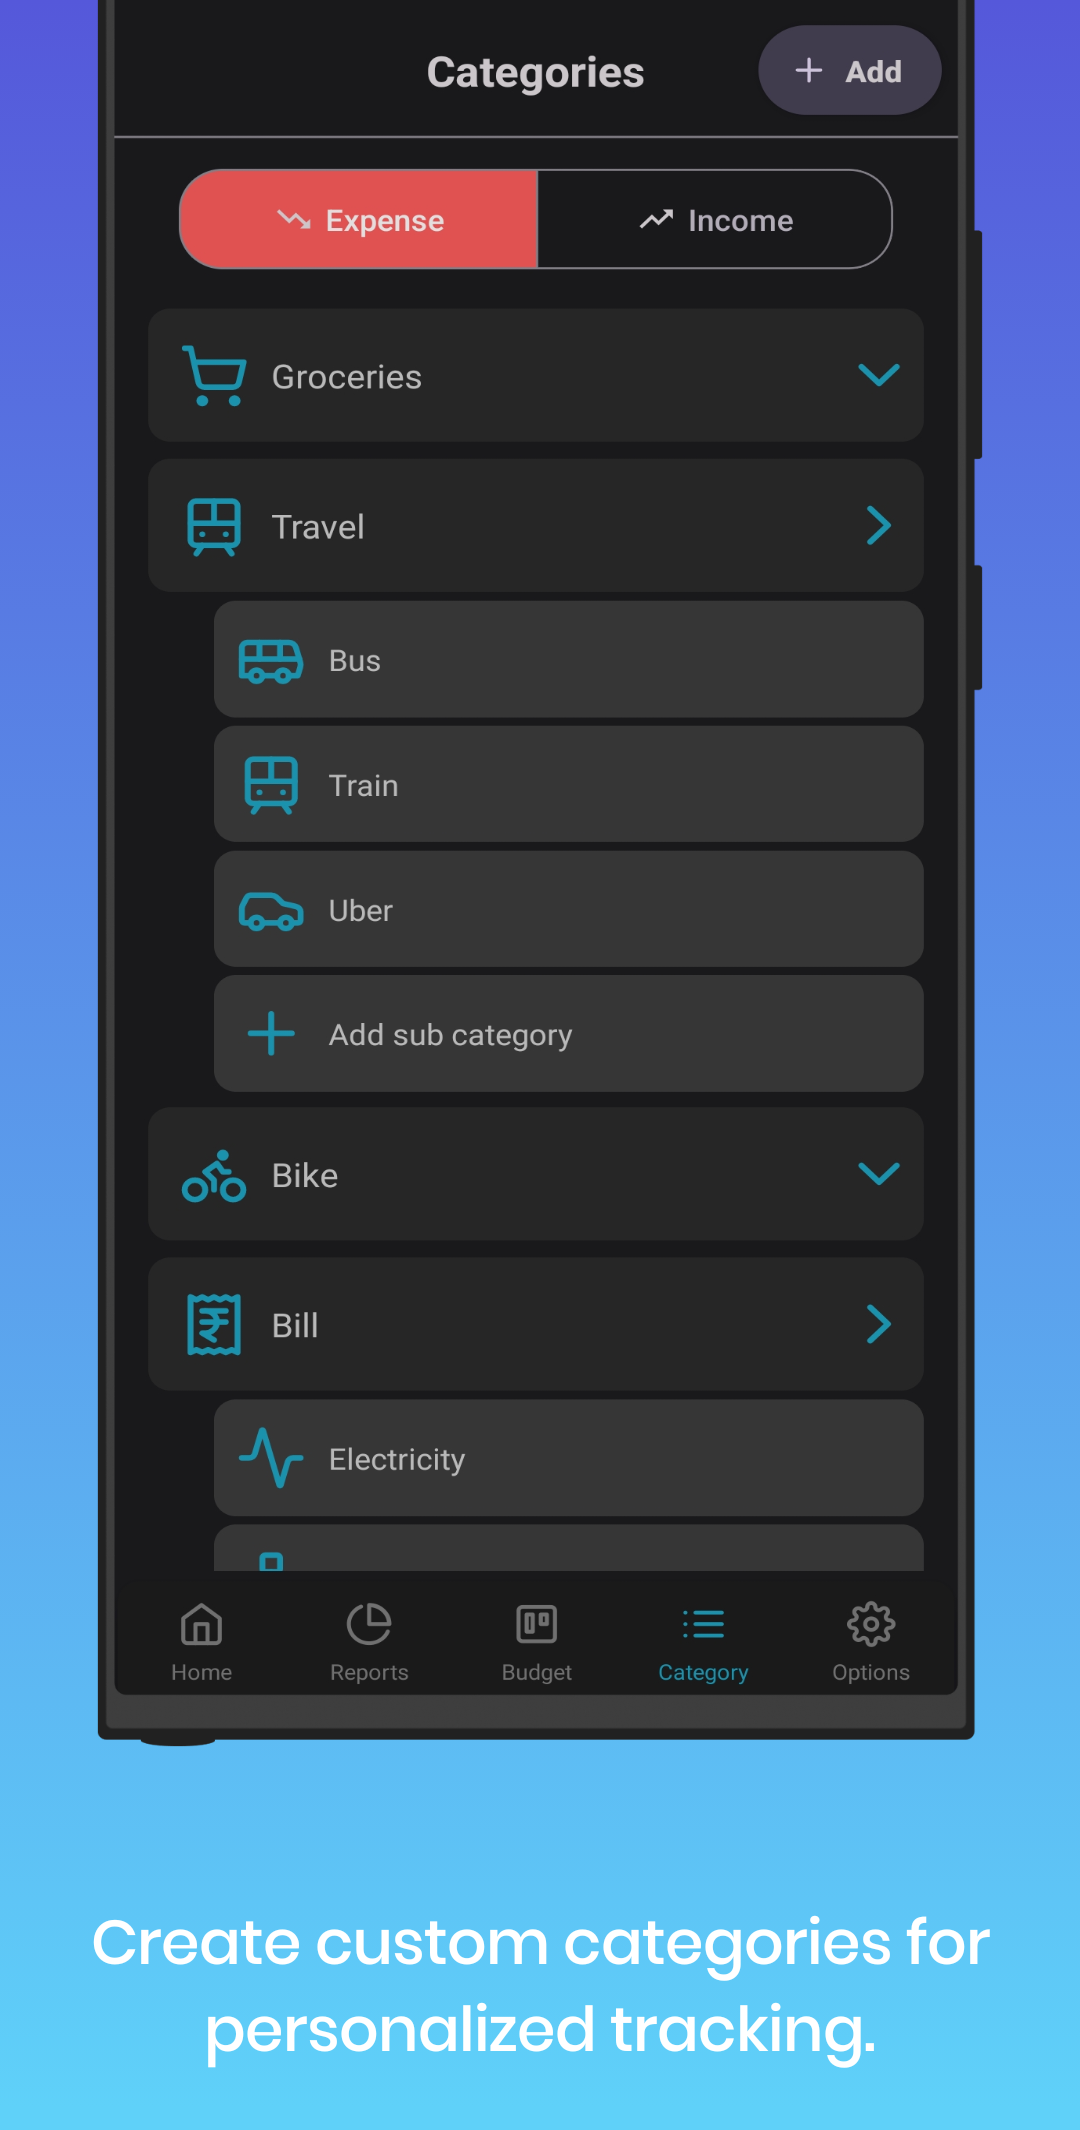 Categories
+ Add
Expense
Income
Groceries
Travel
Bus
Train
Uber
Add sub category
Bike
₹
Bill
Electricity
Home
Reports
Budget
Category
Options
Create custom categories for
personalized tracking.